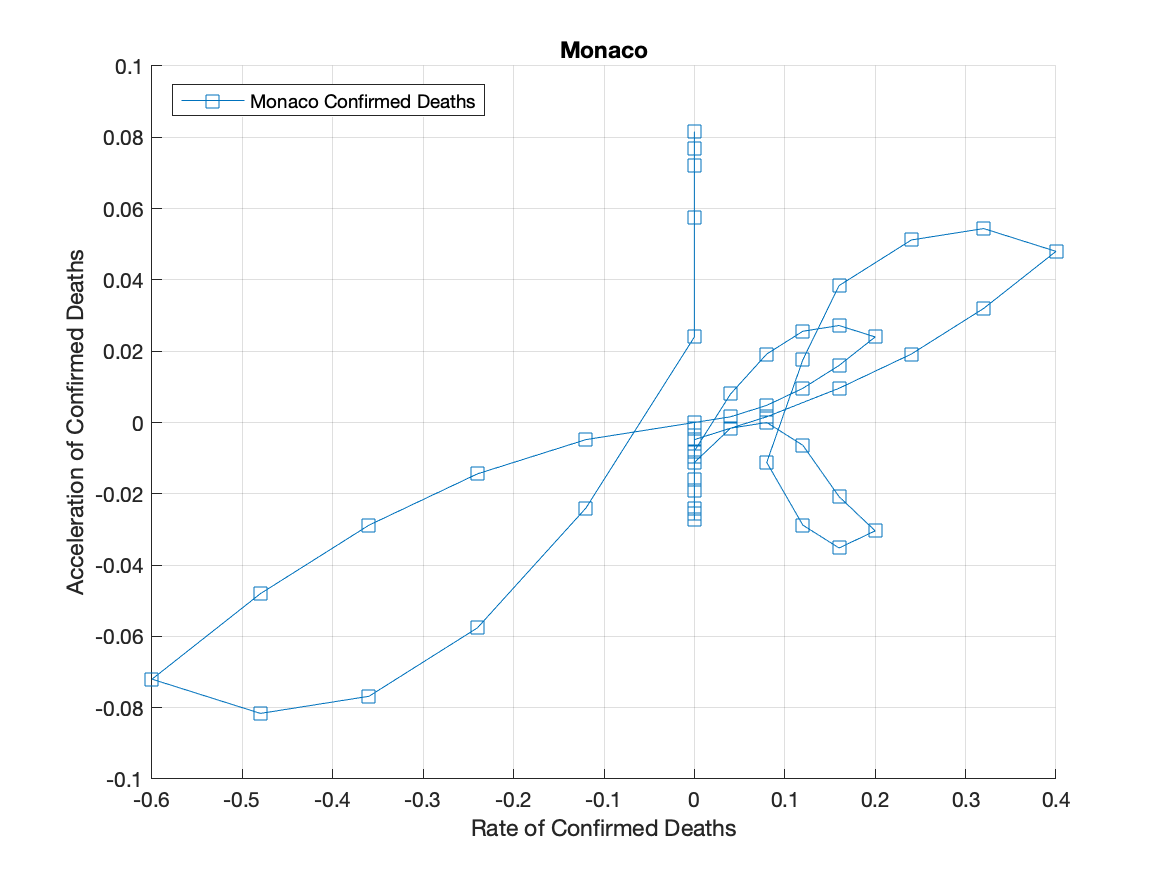 Monaco
Monaco Confirmed Deaths
0.1
0.08
0.06
0.04
0.02
0
-0.02
-0.04
-0.06
-0.08
-0.1
Acceleration of Confirmed Deaths
-0.6 -0.5 -0.4 -0.3 -0.2 -0.1 0 0.1 0.2 0.3 0.4
Rate of Confirmed Deaths